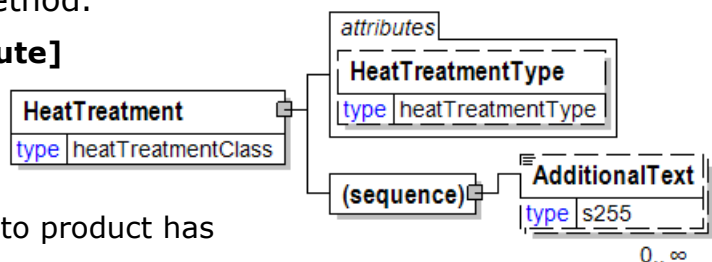 ethod.
ute]
attributes
HeatTreatmentType
type heatTreatmentType
HeatTreatment
type heatTreatmentClass
(sequence)
AdditionalText
type s255
to product has
0.. ∞